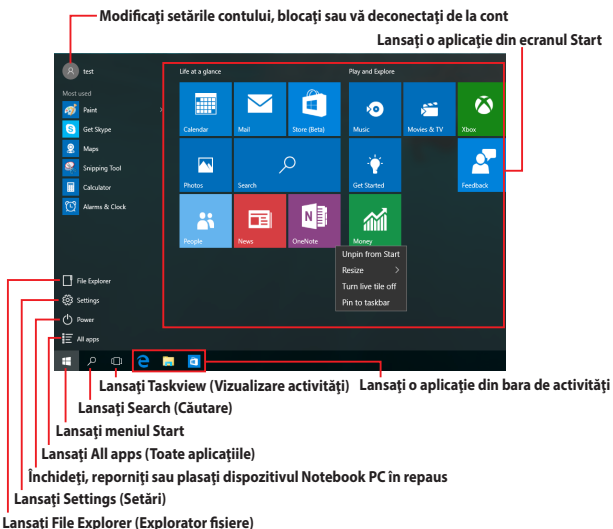 Modificați setările contului, blocați sau vă deconectați de la cont
Lansați o aplicație din ecranul Start
test
Life at a glance
Play and Explore
Most used
Paint
Get Skype
Maps
Snipping Tool
Calculator
Alarms & Clock
Calendar
Mail
Store (Beta)
Music
Movies & TV
Xbox
Photos
Search
Get Started
Feedback
People
News
OneNote
Money
Unpin from Start
Resize
Turn live tile off
Pin to taskbar
File Explorer
Settings
Power
All apps
Lansați Taskview (Vizualizare activități)
Lansați o aplicație din bara de activități
Lansați Search (Căutare)
Lansați meniul Start
Lansați All apps (Toate aplicațiile)
Închideți, reporniți sau plasați dispozitivul Notebook PC în repaus
Lansați Settings (Setări)
Lansați File Explorer (Explorator fișiere)